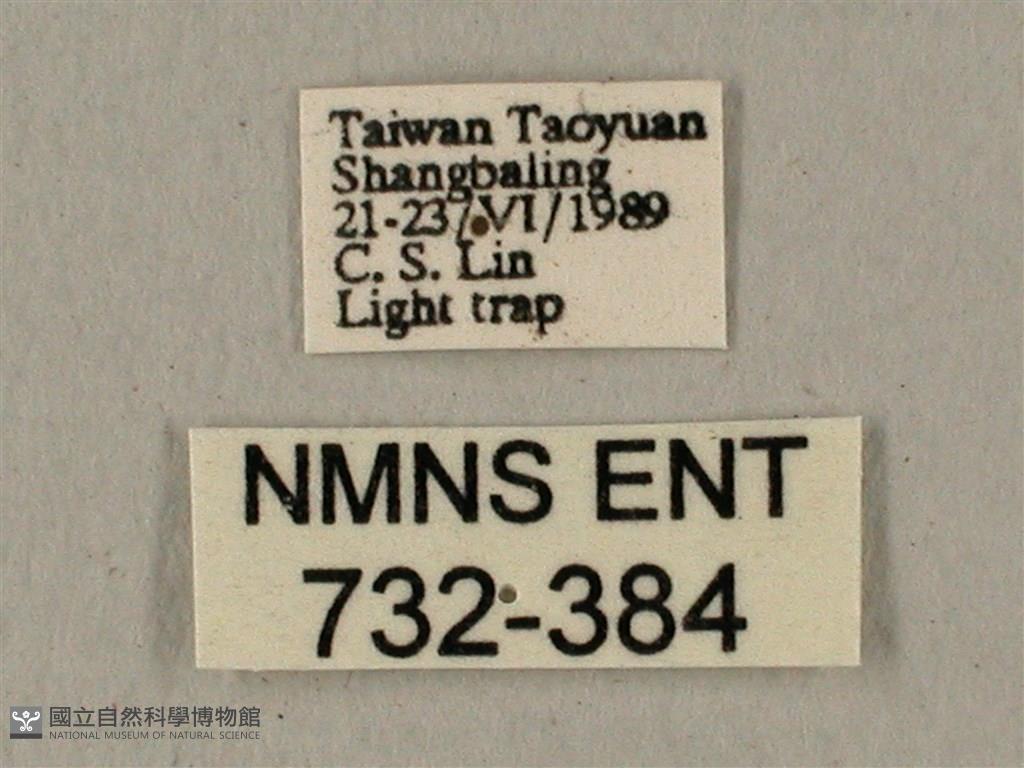 Taiwan Taoyuan
Shangbaling
21-23/VI/1989
C. S. Lin
Light trap
NMNS ENT
732-384
國立自然科學博物館
NATIONAL MUSEUM OF NATURAL SCIENCE